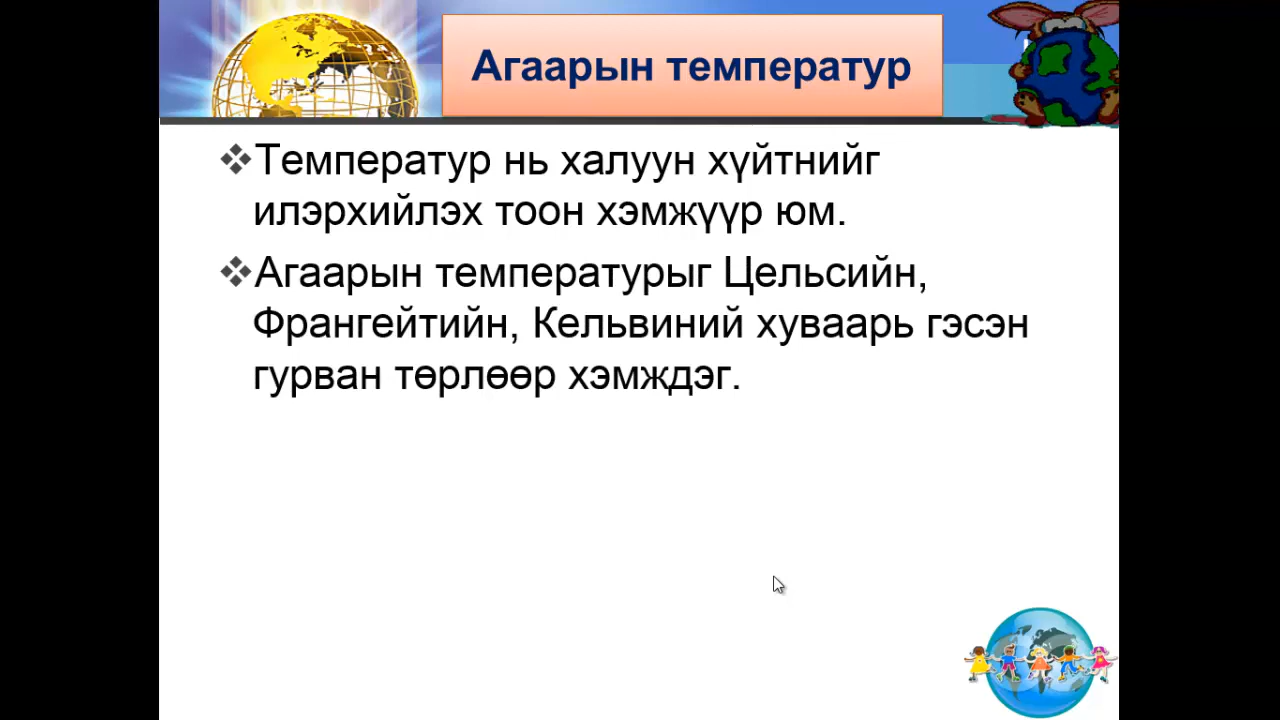 Агаарын температур
❖Температур нь халуун хүйтнийг
илэрхийлэх тоон хэмжүүр юм.
❖Агаарын температурыг Цельсийн,
Франгейтийн, Кельвиний хуваарь гэсэн
гурван төрлөөр хэмждэг.